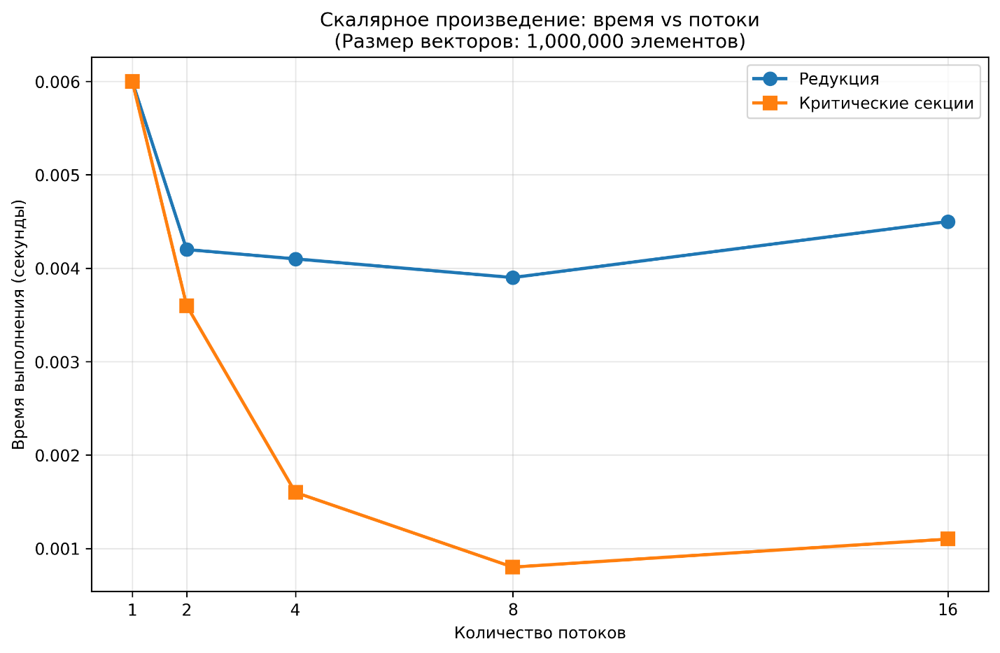 Скалярное произведение: время vs потоки
(Размер векторов: 1,000,000 элементов)
Редукция
Критические секции
Время выполнения (секунды)
0.006
0.005
0.004
0.003
0.002
0.001
1 2 4 8 16
Количество потоков